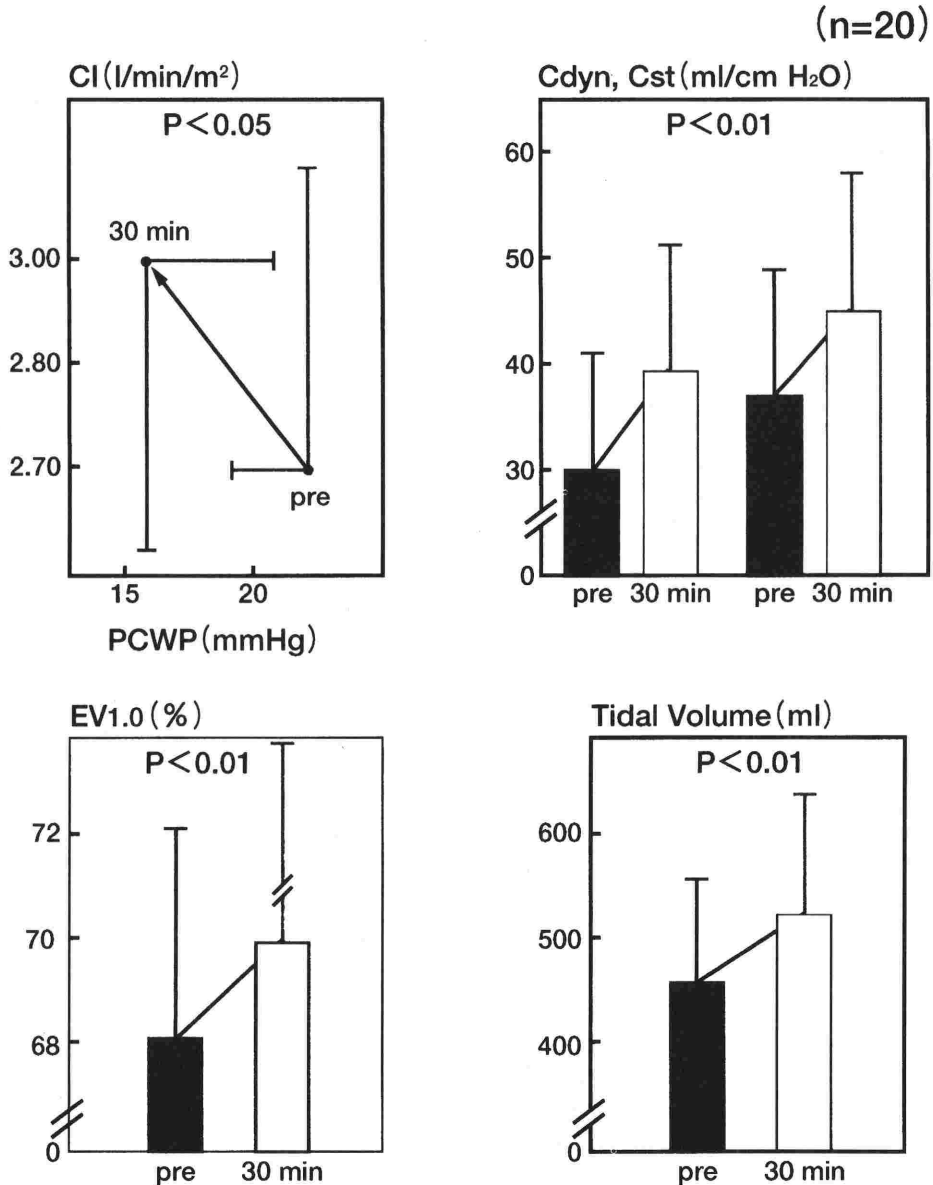 (n=20)
CI (l/min/m²)
P<0.05
30 min
3.00
2.80
2.70
pre
15 20
PCWP (mmHg)
Cdyn, Cst (ml/cm H₂O)
P<0.01
60
50
40
30
0
pre 30 min pre 30 min
EV1.0 (%)
P<0.01
72
70
68
0
pre 30 min
Tidal Volume (ml)
P<0.01
600
500
400
0
pre 30 min